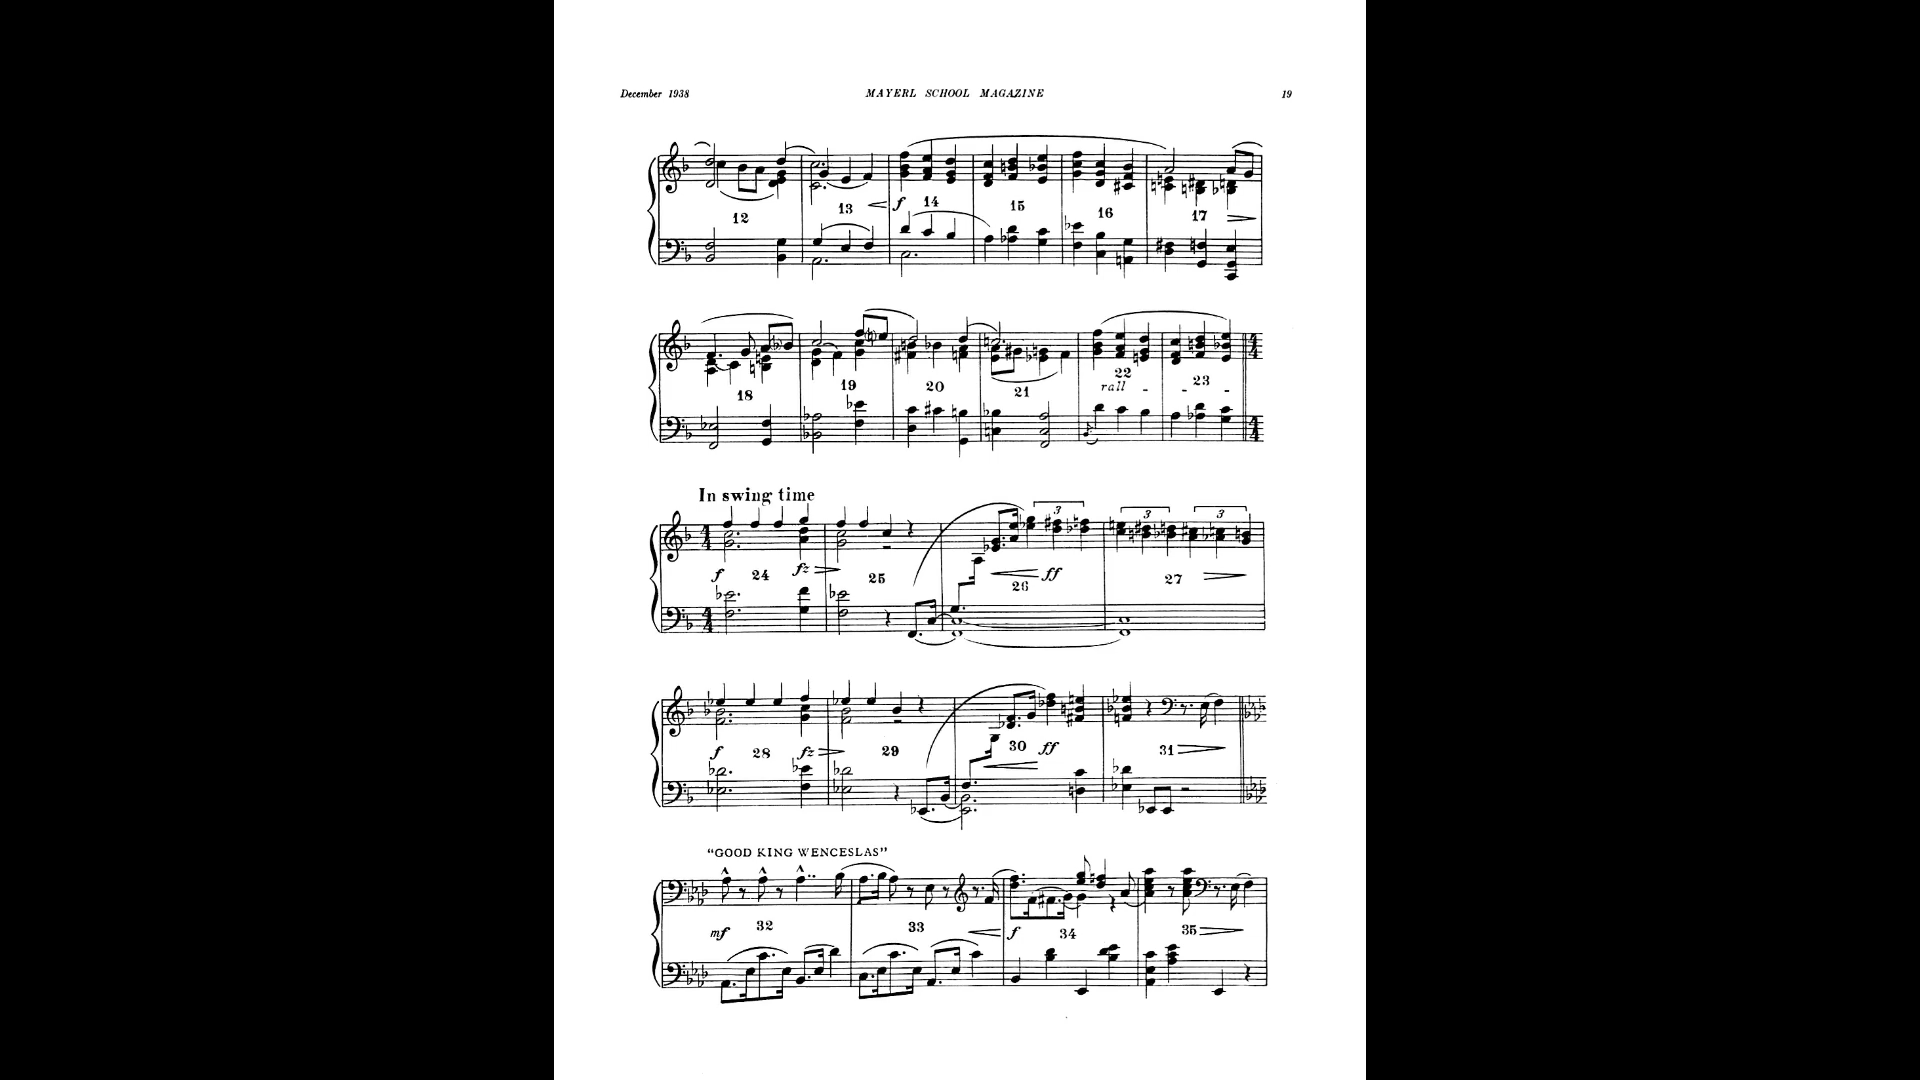 December 1938 MAYERL SCHOOL MAGAZINE 19
12 13 f 14 15 16 17
18 19 20 21 22 23
rall - - -
In swing time
3 3 3
f 24 fz 25 26 ff 27
f 28 fz 29 30 ff 31
"GOOD KING WENCESLAS"
mf 32 33 f 34 35